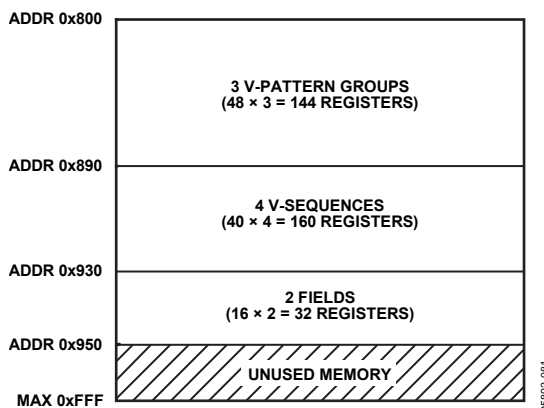 ADDR 0x800
3 V-PATTERN GROUPS
(48 × 3 = 144 REGISTERS)
ADDR 0x890
4 V-SEQUENCES
(40 × 4 = 160 REGISTERS)
ADDR 0x930
2 FIELDS
(16 × 2 = 32 REGISTERS)
ADDR 0x950
UNUSED MEMORY
MAX 0xFFF